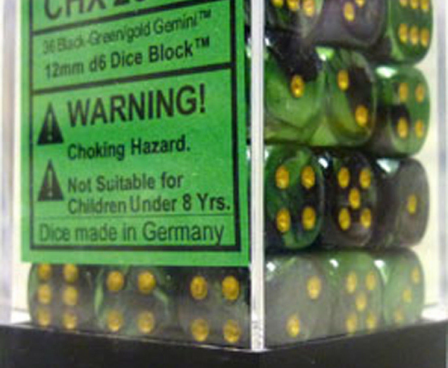 CHX
36 Black-Green/gold Gemini™
12mm d6 Dice Block™
WARNING!
Choking Hazard.
Not Suitable for
Children Under 8 Yrs.
Dice made in Germany